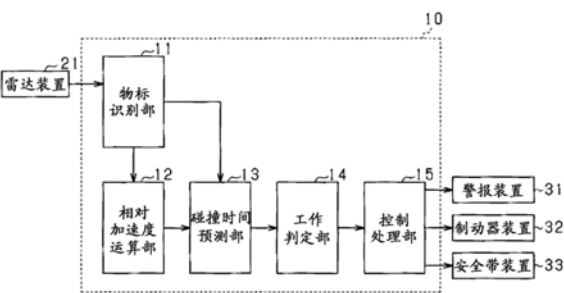 10
21
雷达装置
11
物标
识别部
12
相对
加速度
运算部
13
碰撞时间
预测部
14
工作
判定部
15
控制
处理部
警报装置
31
制动器装置
32
安全带装置
33